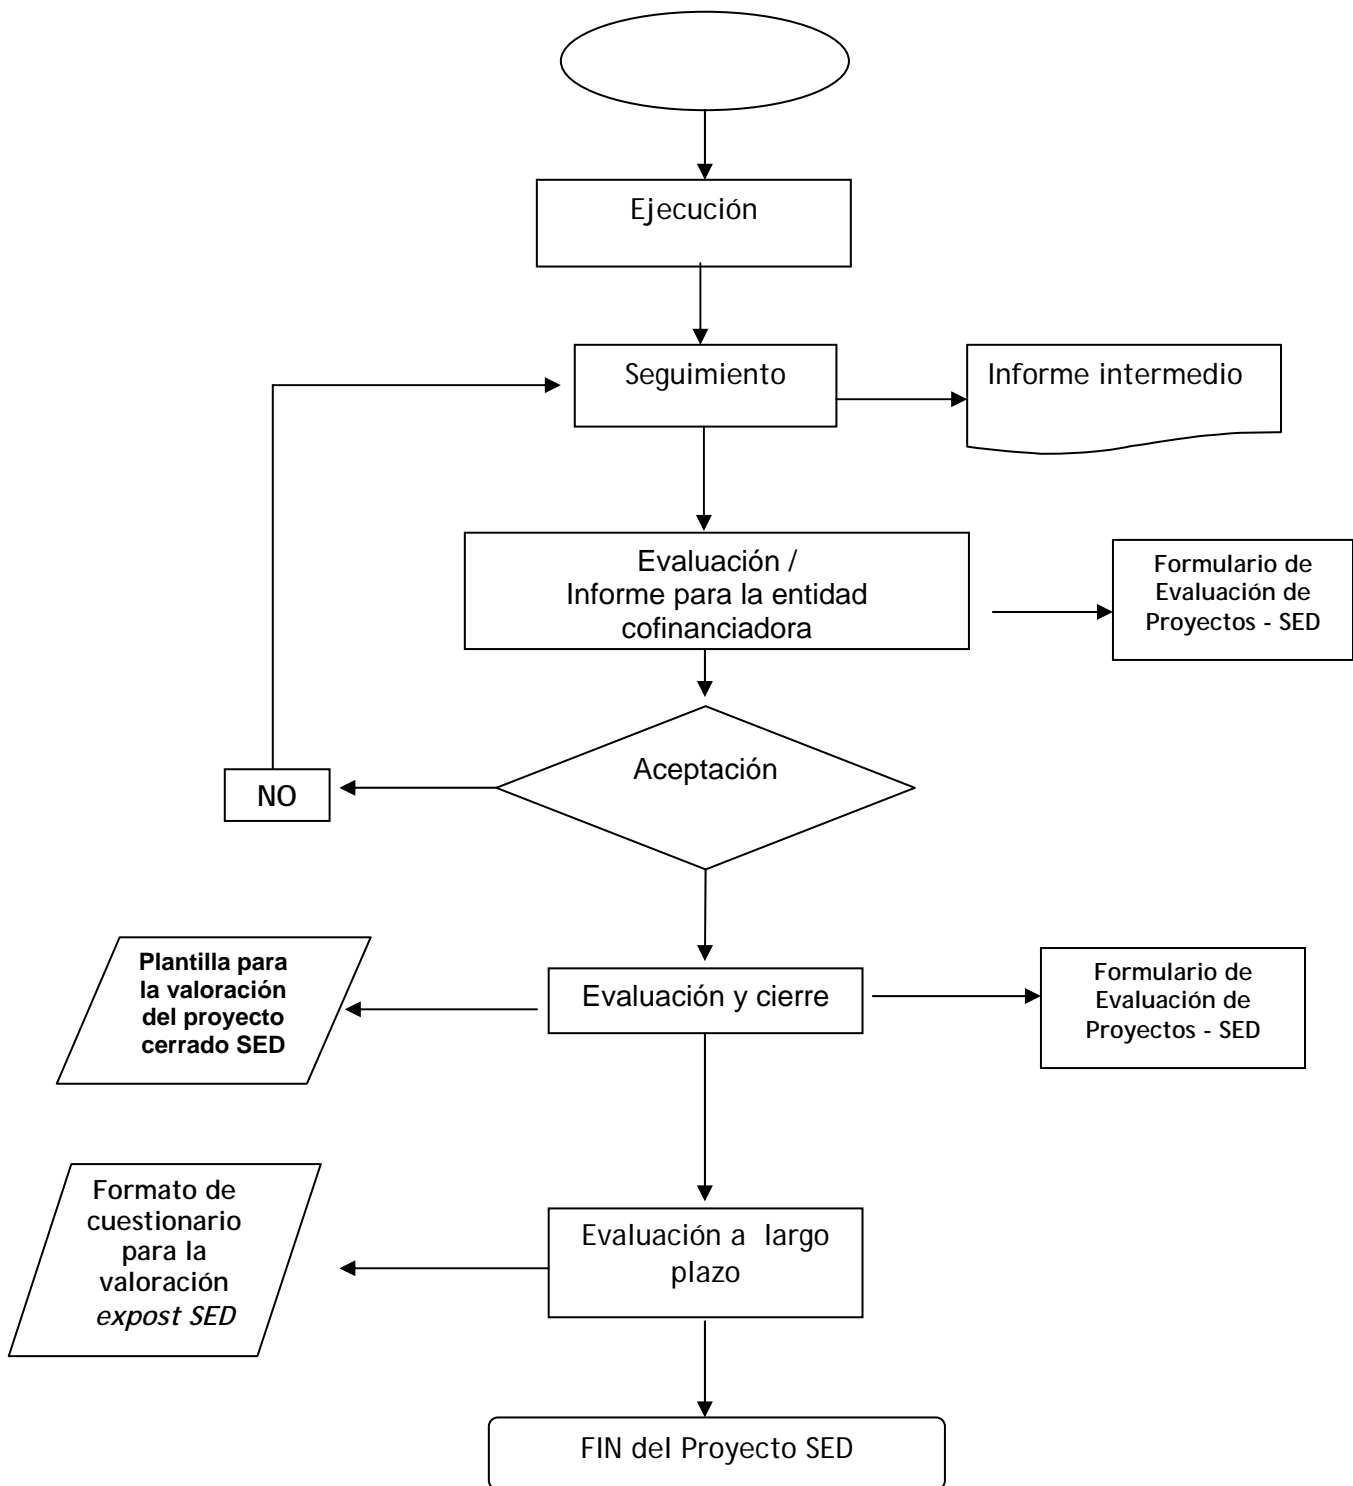 Ejecución
Seguimiento
Informe intermedio
Evaluación /
Informe para la entidad
cofinanciadora
Formulario de
Evaluación de
Proyectos - SED
Aceptación
NO
Plantilla para
la valoración
del proyecto
cerrado SED
Evaluación y cierre
Formulario de
Evaluación de
Proyectos - SED
Formato de
cuestionario
para la
valoración
expost SED
Evaluación a largo
plazo
FIN del Proyecto SED